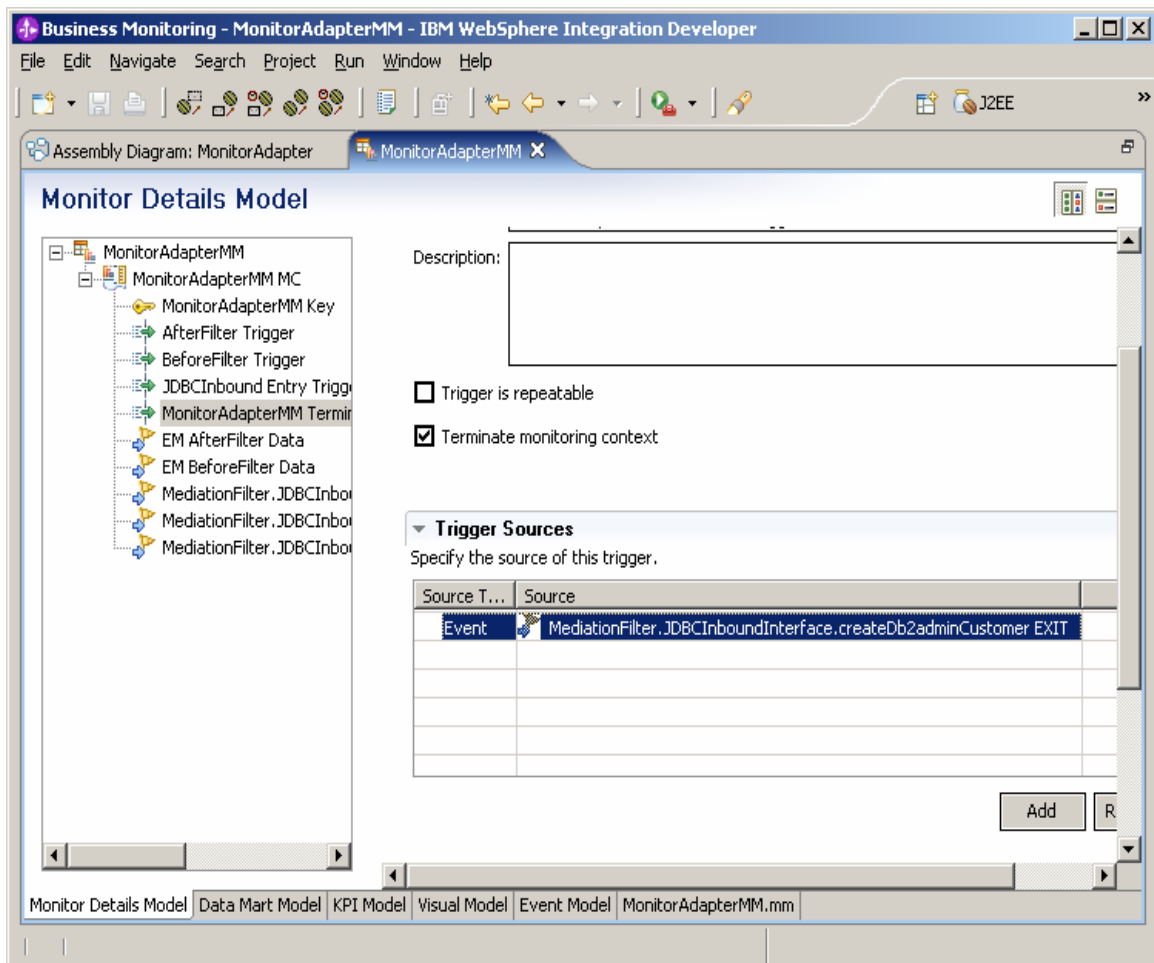 Business Monitoring - MonitorAdapterMM - IBM WebSphere Integration Developer
File Edit Navigate Search Project Run Window Help
J2EE »
Assembly Diagram: MonitorAdapter MonitorAdapterMM
Monitor Details Model
MonitorAdapterMM
MonitorAdapterMM MC
MonitorAdapterMM Key
AfterFilter Trigger
BeforeFilter Trigger
JDBCInbound Entry Trigge
MonitorAdapterMM Termin
EM AfterFilter Data
EM BeforeFilter Data
MediationFilter.JDBCInbou
MediationFilter.JDBCInbou
MediationFilter.JDBCInbou
Description:
Trigger is repeatable
Terminate monitoring context
Trigger Sources
Specify the source of this trigger.
Source T... Source
Event MediationFilter.JDBCInboundInterface.createDb2adminCustomer EXIT
Add R
Monitor Details Model Data Mart Model KPI Model Visual Model Event Model MonitorAdapterMM.mm